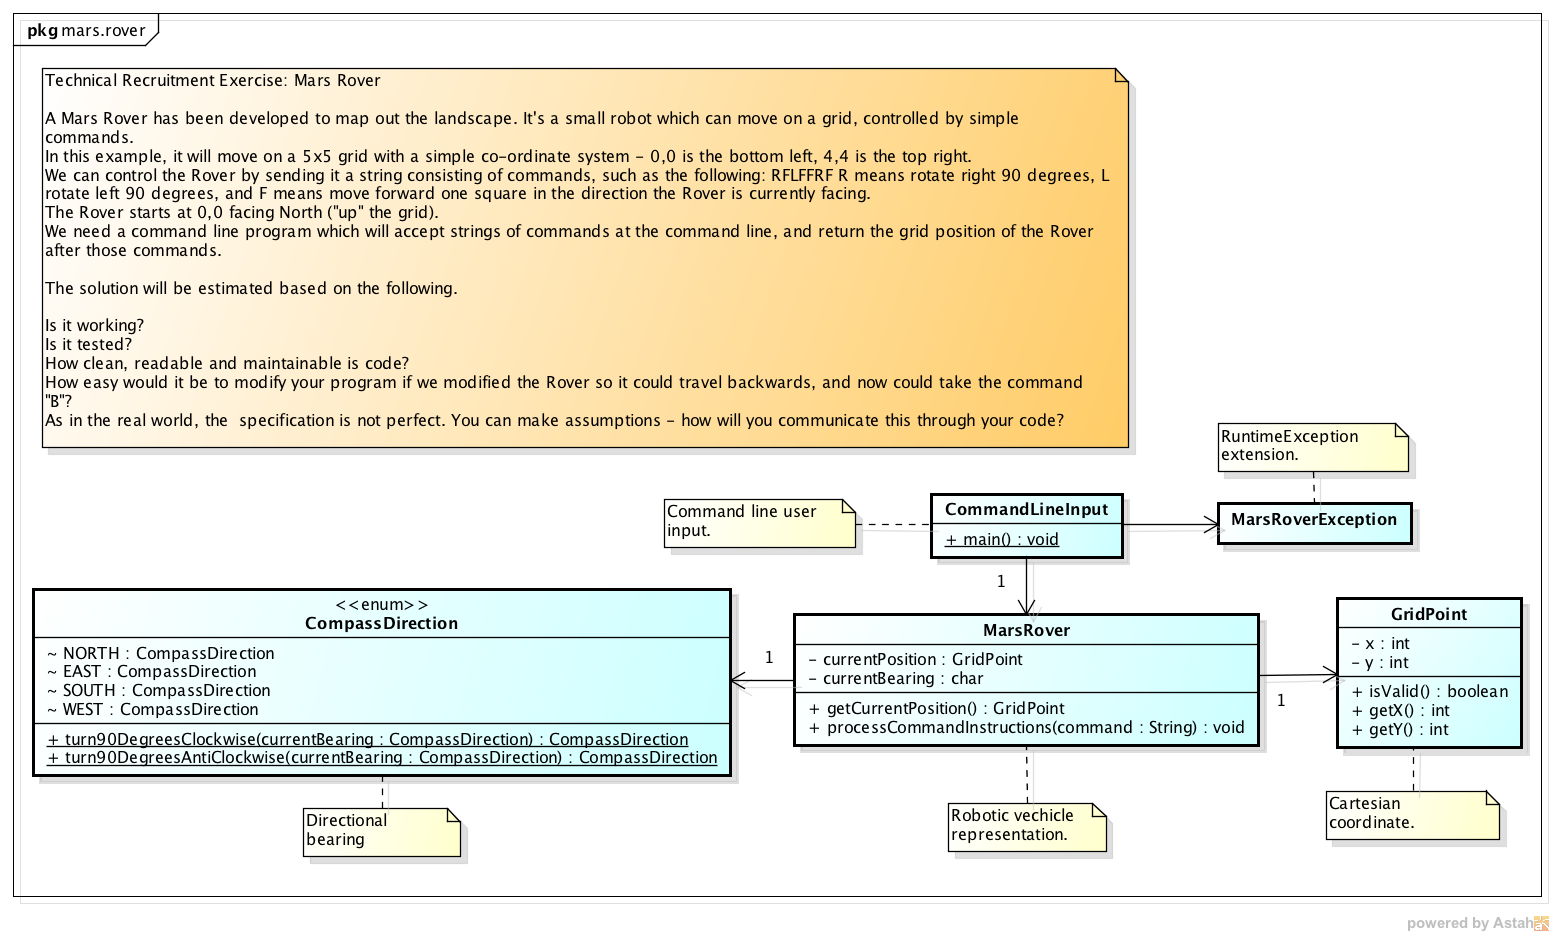 pkg mars.rover
Technical Recruitment Exercise: Mars Rover
A Mars Rover has been developed to map out the landscape. It's a small robot which can move on a grid, controlled by simple
commands.
In this example, it will move on a 5x5 grid with a simple co-ordinate system - 0,0 is the bottom left, 4,4 is the top right.
We can control the Rover by sending it a string consisting of commands, such as the following: RFLFFRF R means rotate right 90 degrees, L
rotate left 90 degrees, and F means move forward one square in the direction the Rover is currently facing.
The Rover starts at 0,0 facing North ("up" the grid).
We need a command line program which will accept strings of commands at the command line, and return the grid position of the Rover
after those commands.
The solution will be estimated based on the following.
Is it working?
Is it tested?
How clean, readable and maintainable is code?
How easy would it be to modify your program if we modified the Rover so it could travel backwards, and now could take the command
"B"?
As in the real world, the  specification is not perfect. You can make assumptions - how will you communicate this through your code?
RuntimeException
extension.
Command line user
input.
CommandLineInput
+ main() : void
MarsRoverException
1
<<enum>>
CompassDirection
~ NORTH : CompassDirection
~ EAST : CompassDirection
~ SOUTH : CompassDirection
~ WEST : CompassDirection
+ turn90DegreesClockwise(currentBearing : CompassDirection) : CompassDirection
+ turn90DegreesAntiClockwise(currentBearing : CompassDirection) : CompassDirection
1
MarsRover
- currentPosition : GridPoint
- currentBearing : char
+ getCurrentPosition() : GridPoint
+ processCommandInstructions(command : String) : void
1
GridPoint
- x : int
- y : int
+ isValid() : boolean
+ getX() : int
+ getY() : int
Directional
bearing
Robotic vechicle
representation.
Cartesian
coordinate.
powered by Astah